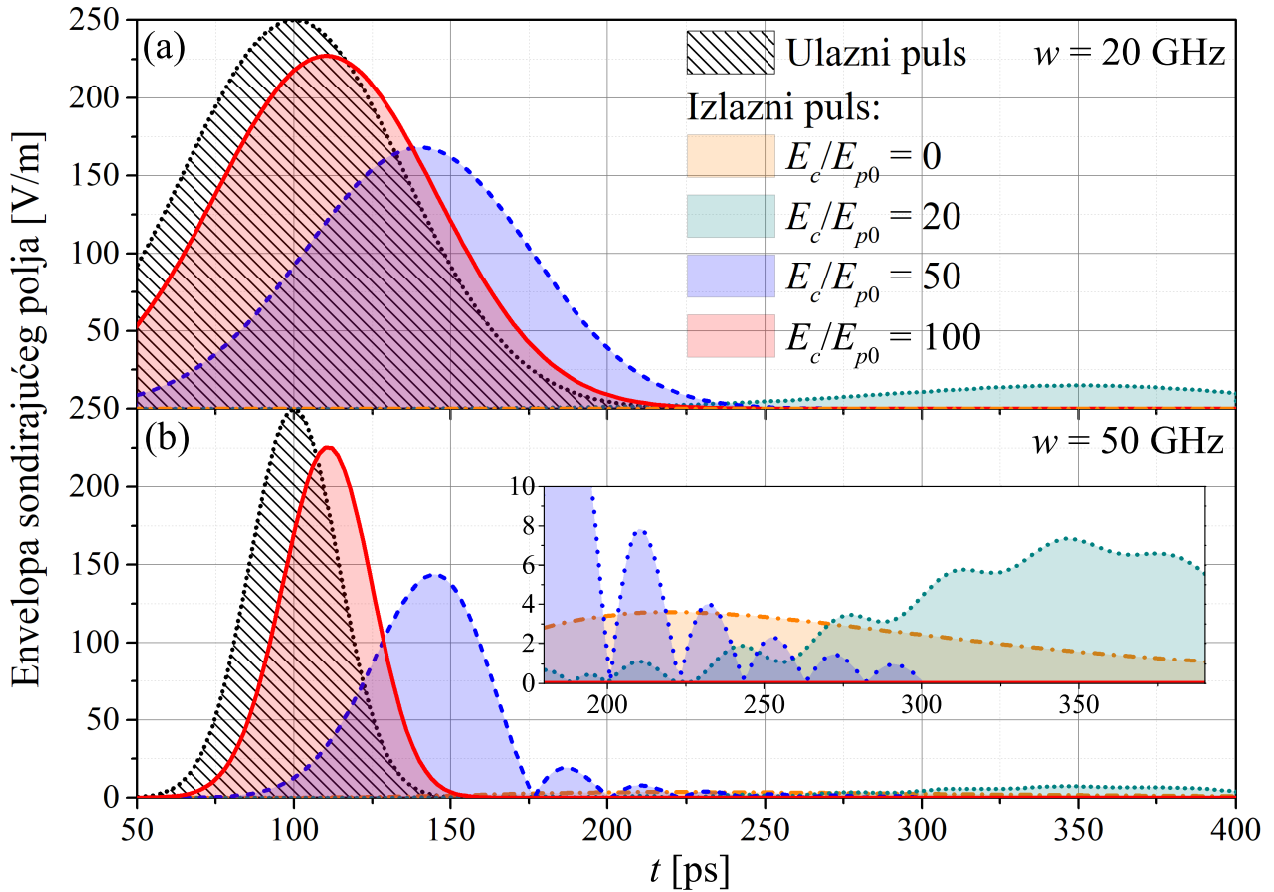 (a)
Ulazni puls
w = 20 GHz
Izlazni puls:
E_c/E_p0 = 0
E_c/E_p0 = 20
E_c/E_p0 = 50
E_c/E_p0 = 100
250
200
150
100
50
250
(b)
w = 50 GHz
200
150
100
50
0
10
8
6
4
2
0
200
250
300
350
50
100
150
200
250
300
350
400
t [ps]
Envelopa sondirajućeg polja [V/m]